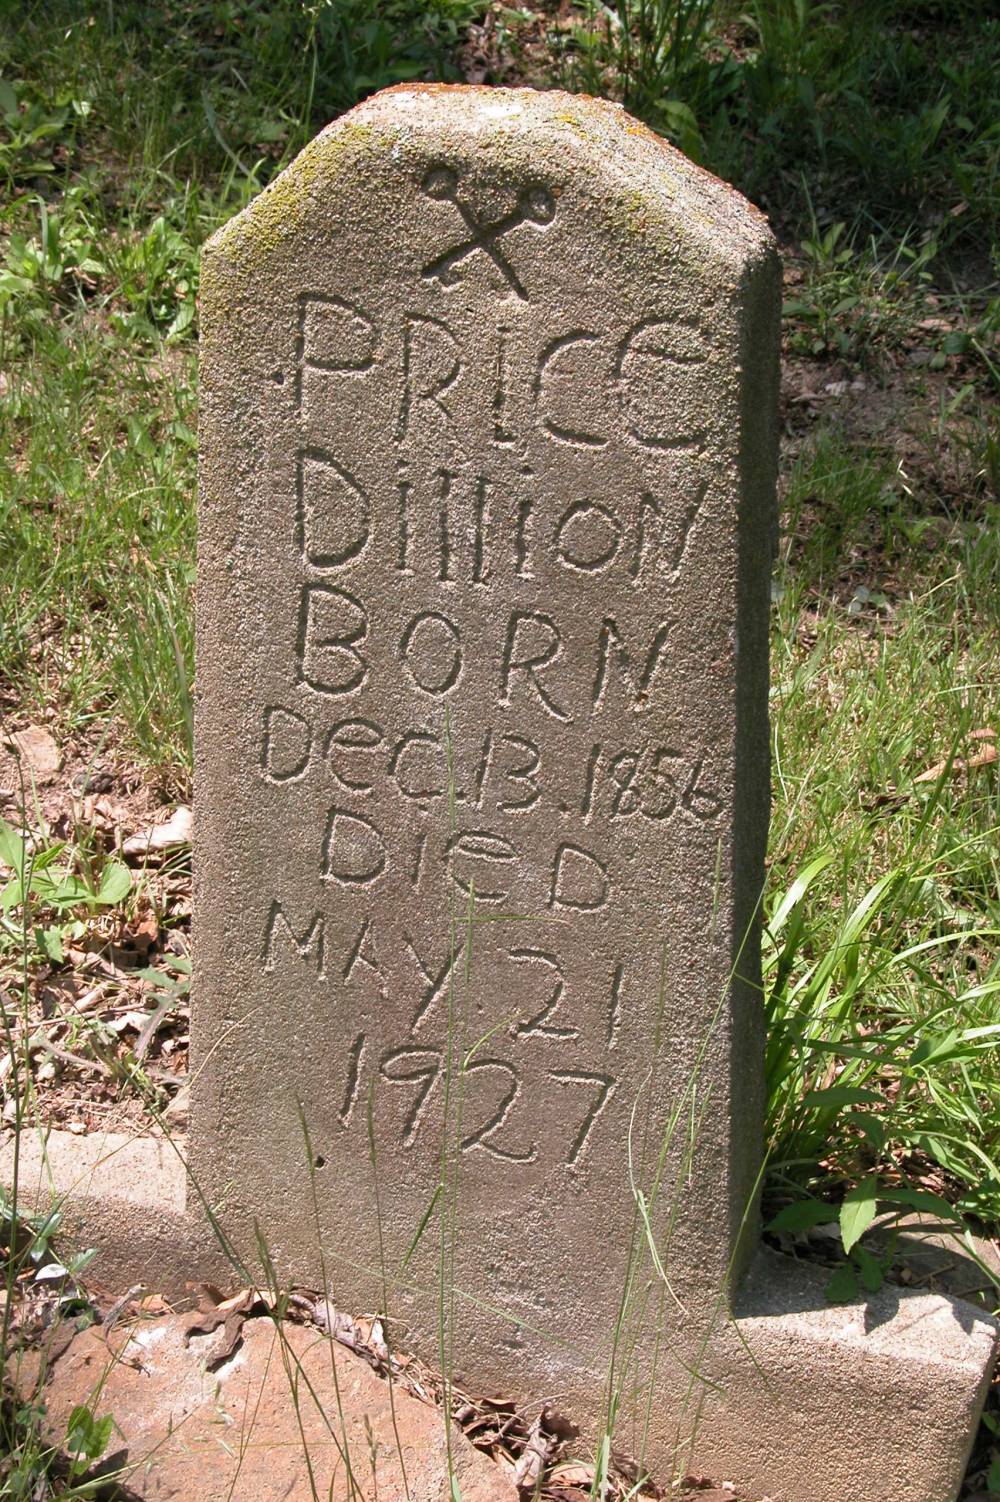 PRICE
DillION
BORN
Dec. 13. 1856
DieD
MAY. 21
1927